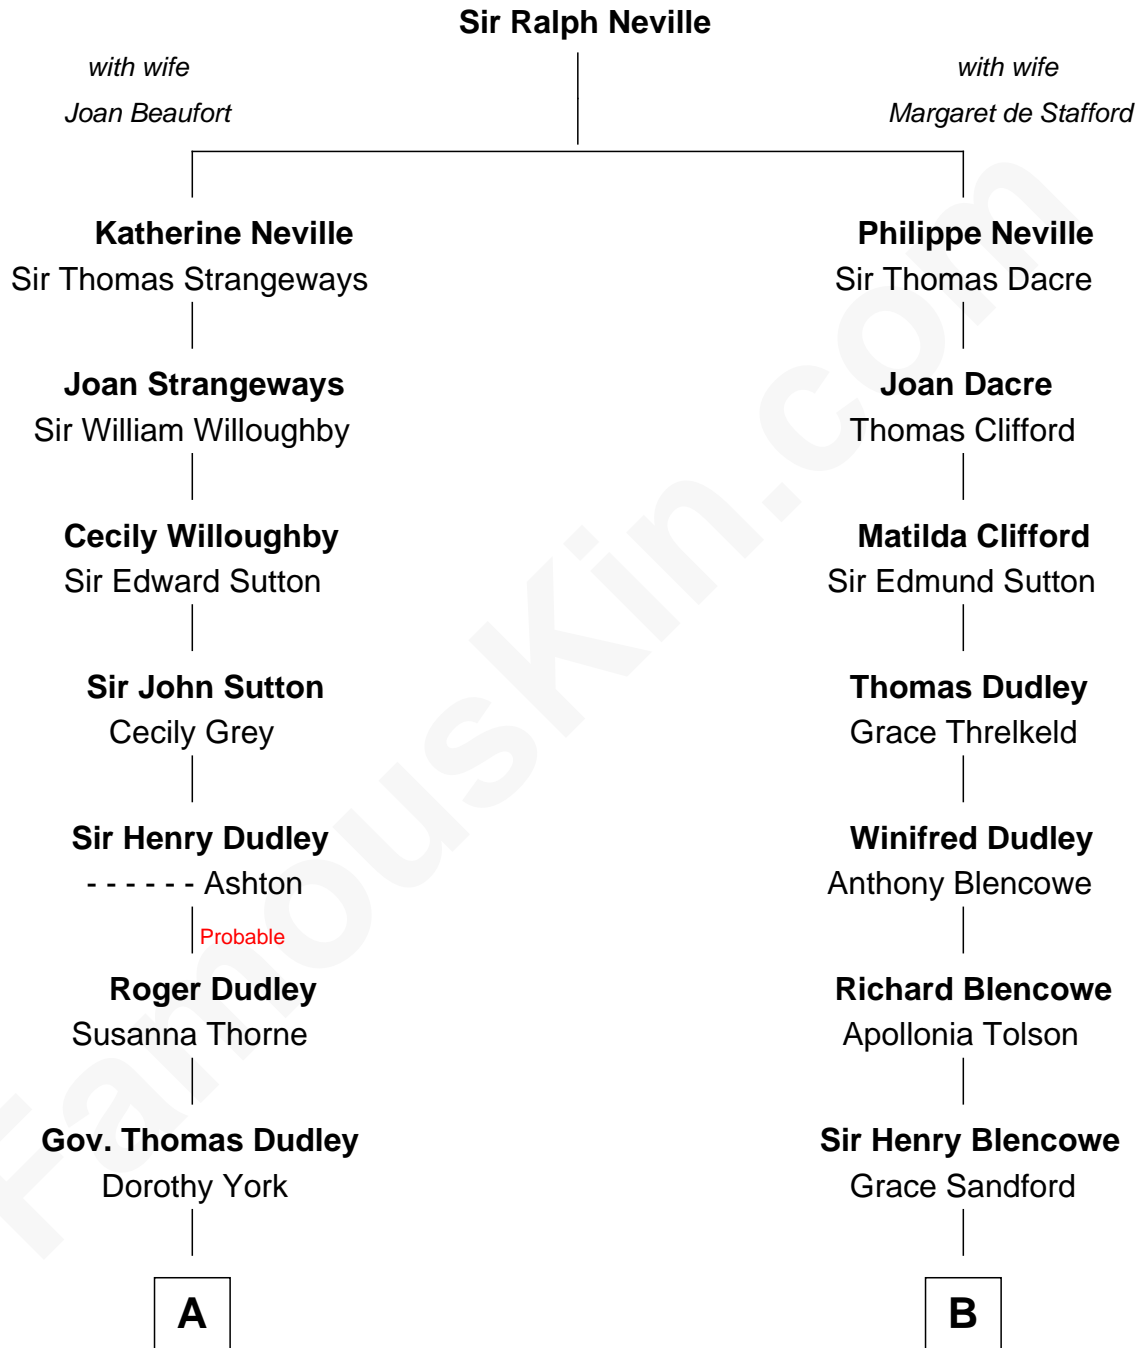 Sir Ralph Neville
with wife
Joan Beaufort
with wife
Margaret de Stafford
Katherine Neville
Sir Thomas Strangeways
Philippe Neville
Sir Thomas Dacre
Joan Strangeways
Sir William Willoughby
Joan Dacre
Thomas Clifford
Cecily Willoughby
Sir Edward Sutton
Matilda Clifford
Sir Edmund Sutton
Sir John Sutton
Cecily Grey
Thomas Dudley
Grace Threlkeld
Sir Henry Dudley
- - - - - - Ashton
Probable
Winifred Dudley
Anthony Blencowe
Roger Dudley
Susanna Thorne
Richard Blencowe
Apollonia Tolson
Gov. Thomas Dudley
Dorothy York
Sir Henry Blencowe
Grace Sandford
A
B
FamousKin.com